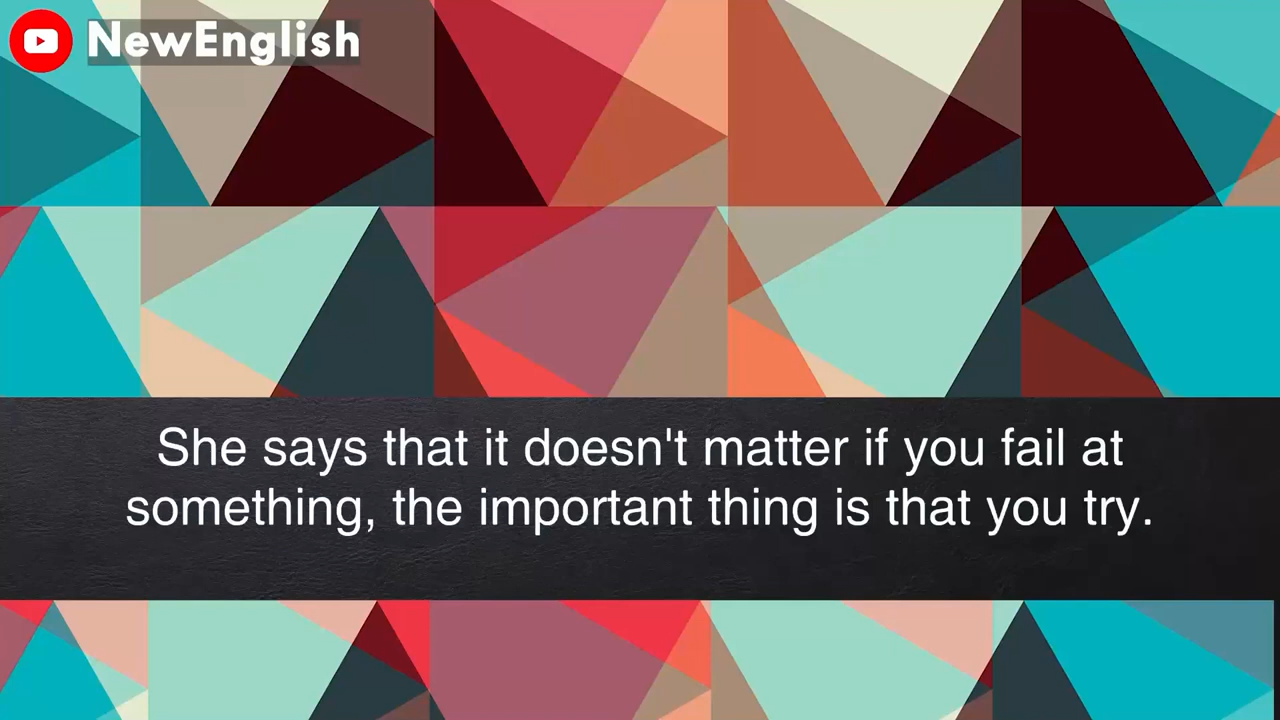 NewEnglish
She says that it doesn't matter if you fail at
something, the important thing is that you try.